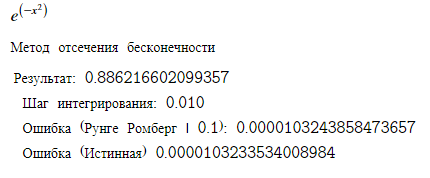 e^(−x²)
Метод отсечения бесконечности
Результат: 0.886216602099357
Шаг интегрирования: 0.010
Ошибка (Рунге Ромберг | 0.1): 0.0000103243858473657
Ошибка (Истинная) 0.0000103233534008984